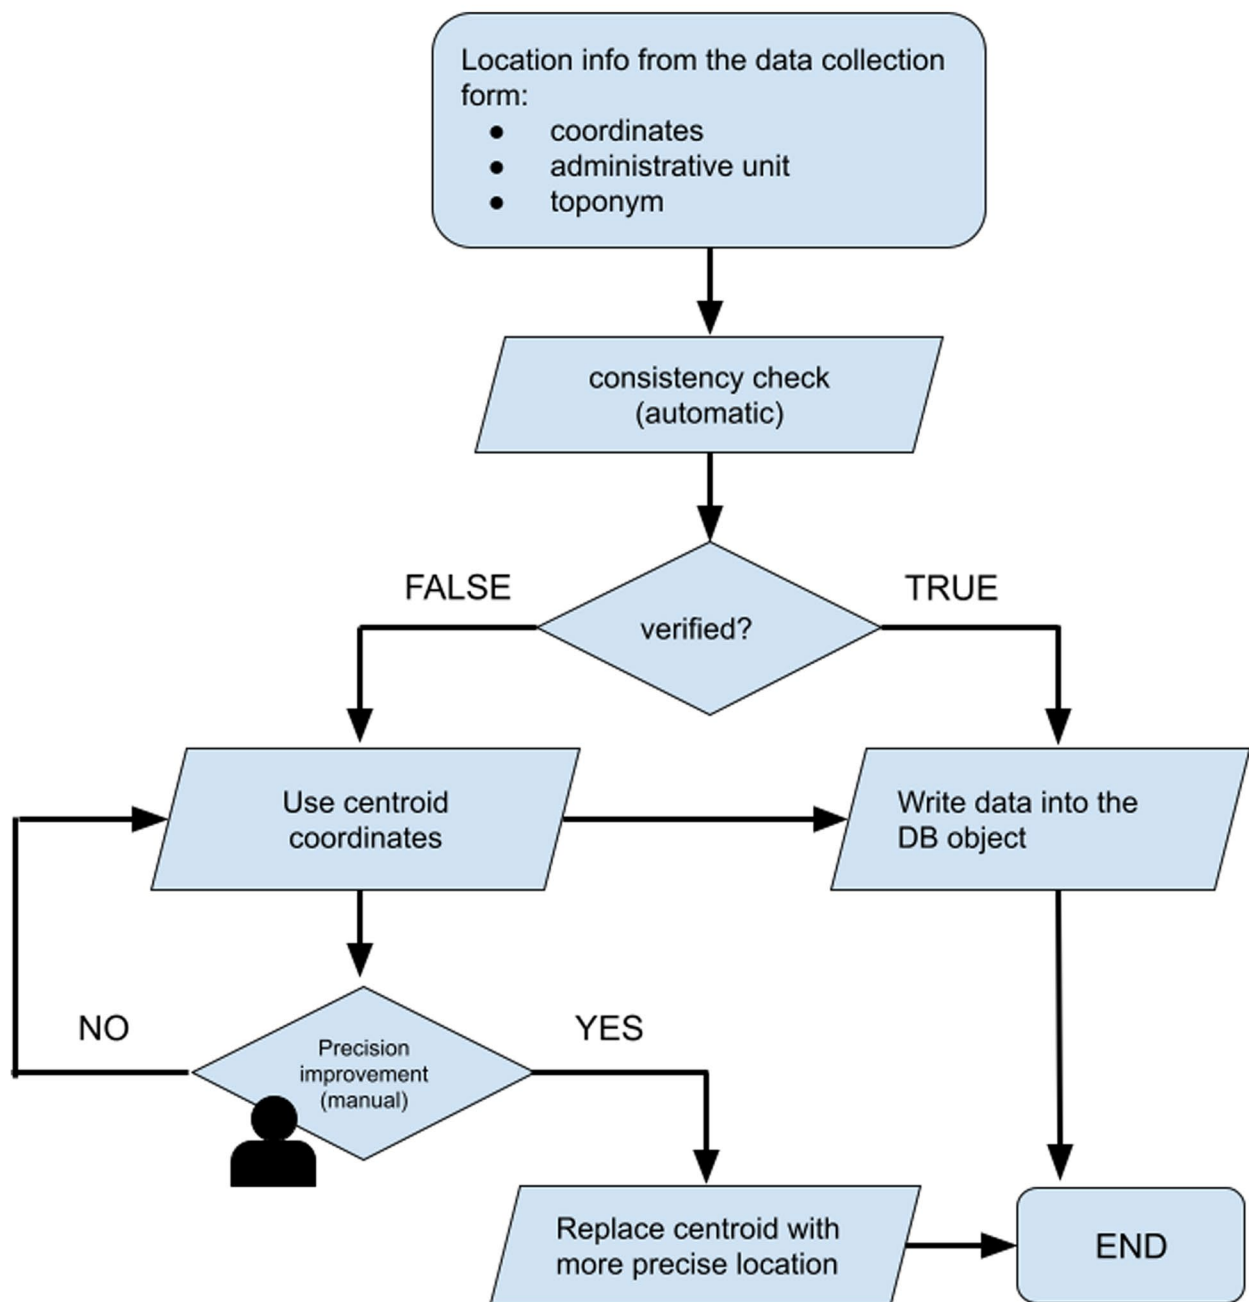 Location info from the data collection
form:
● coordinates
● administrative unit
● toponym
consistency check
(automatic)
FALSE
TRUE
verified?
Use centroid
coordinates
Write data into the
DB object
NO
YES
Precision
improvement
(manual)
Replace centroid with
more precise location
END